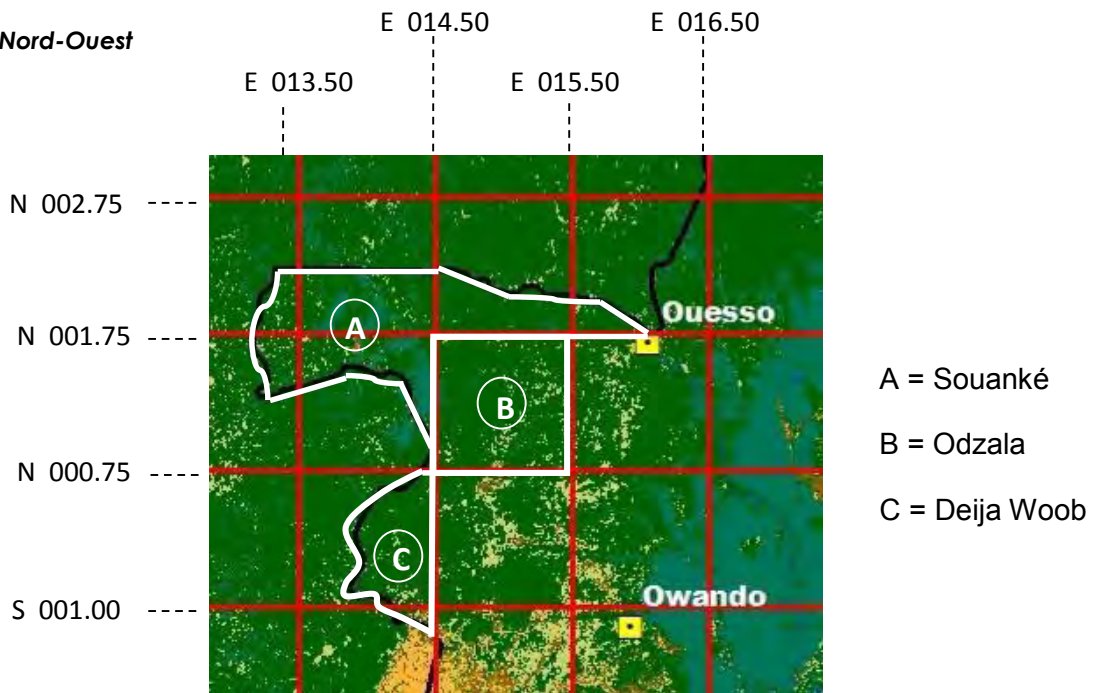 Nord-Ouest
E 014.50
E 016.50
E 013.50
E 015.50
N 002.75
N 001.75
N 000.75
S 001.00
A
B
C
Ouesso
Owando
A = Souanké
B = Odzala
C = Deija Woob